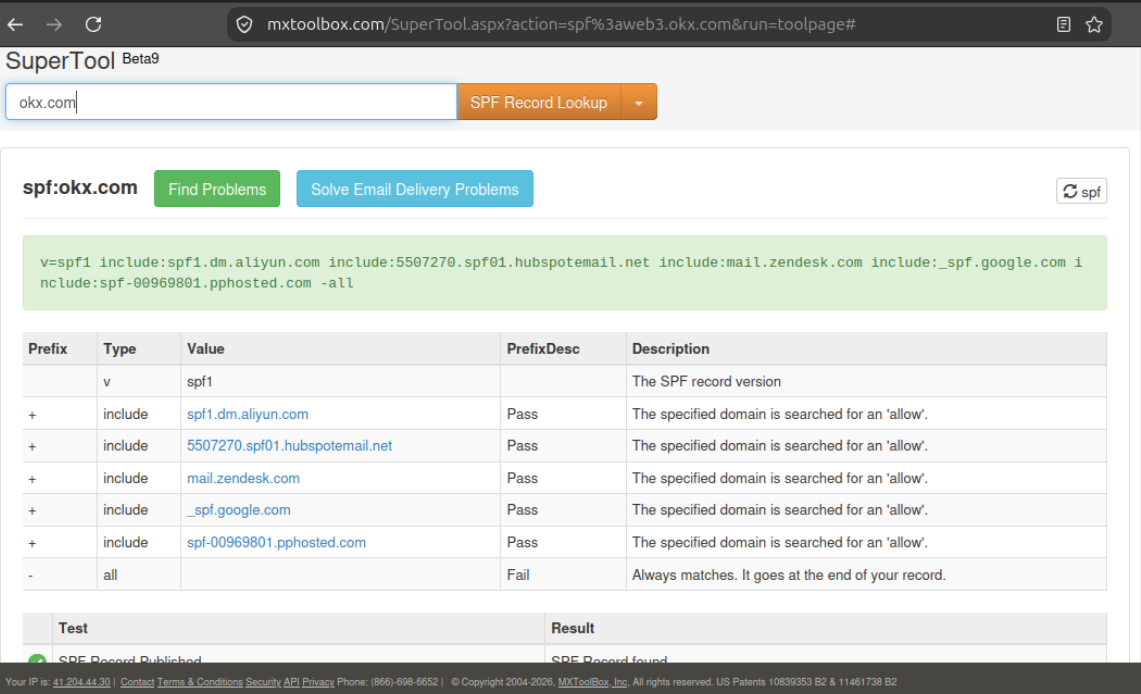 mxtoolbox.com/SuperTool.aspx?action=spf%3aweb3.okx.com&run=toolpage#
SuperTool Beta9
okx.com SPF Record Lookup
spf:okx.com Find Problems Solve Email Delivery Problems spf
v=spf1 include:spf1.dm.aliyun.com include:5507270.spf01.hubspotemail.net include:mail.zendesk.com include:_spf.google.com i
nclude:spf-00969801.pphosted.com -all
Prefix Type Value PrefixDesc Description
v spf1 The SPF record version
+ include spf1.dm.aliyun.com Pass The specified domain is searched for an 'allow'.
+ include 5507270.spf01.hubspotemail.net Pass The specified domain is searched for an 'allow'.
+ include mail.zendesk.com Pass The specified domain is searched for an 'allow'.
+ include _spf.google.com Pass The specified domain is searched for an 'allow'.
+ include spf-00969801.pphosted.com Pass The specified domain is searched for an 'allow'.
- all Fail Always matches. It goes at the end of your record.
Test Result
SPF Record Published SPF Record found
Your IP is: 41.204.44.30 | Contact Terms & Conditions Security API Privacy Phone: (866)-698-6652 | © Copyright 2004-2026, MXToolBox, Inc, All rights reserved. US Patents 10839353 B2 & 11461738 B2